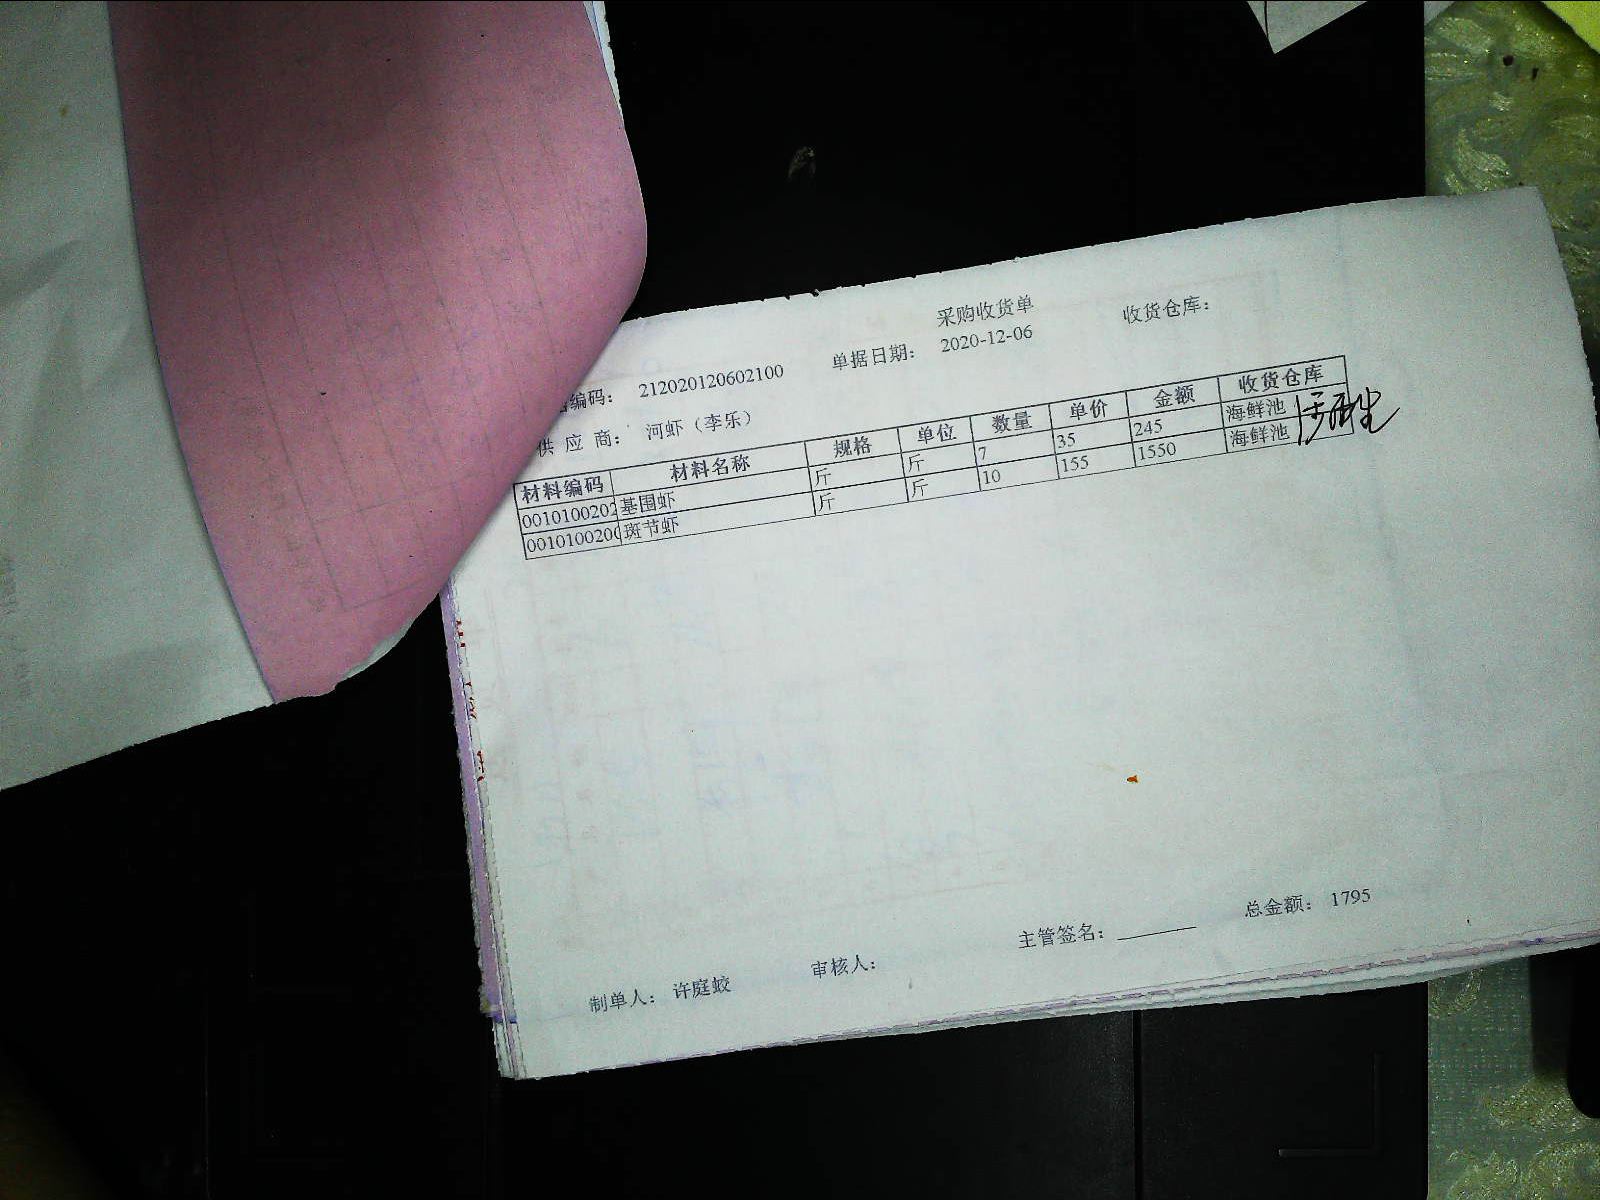 采购收货单
编码： 212020120602100 单据日期： 2020-12-06 收货仓库：
供 应 商： 河虾（李乐）
材料编码 材料名称 规格 单位 数量 单价 金额 收货仓库
001010020 基围虾 斤 斤 7 35 245 海鲜池
001010020 斑节虾 斤 斤 10 155 1550 海鲜池
制单人： 许庭蛟 审核人： 主管签名： 总金额： 1795